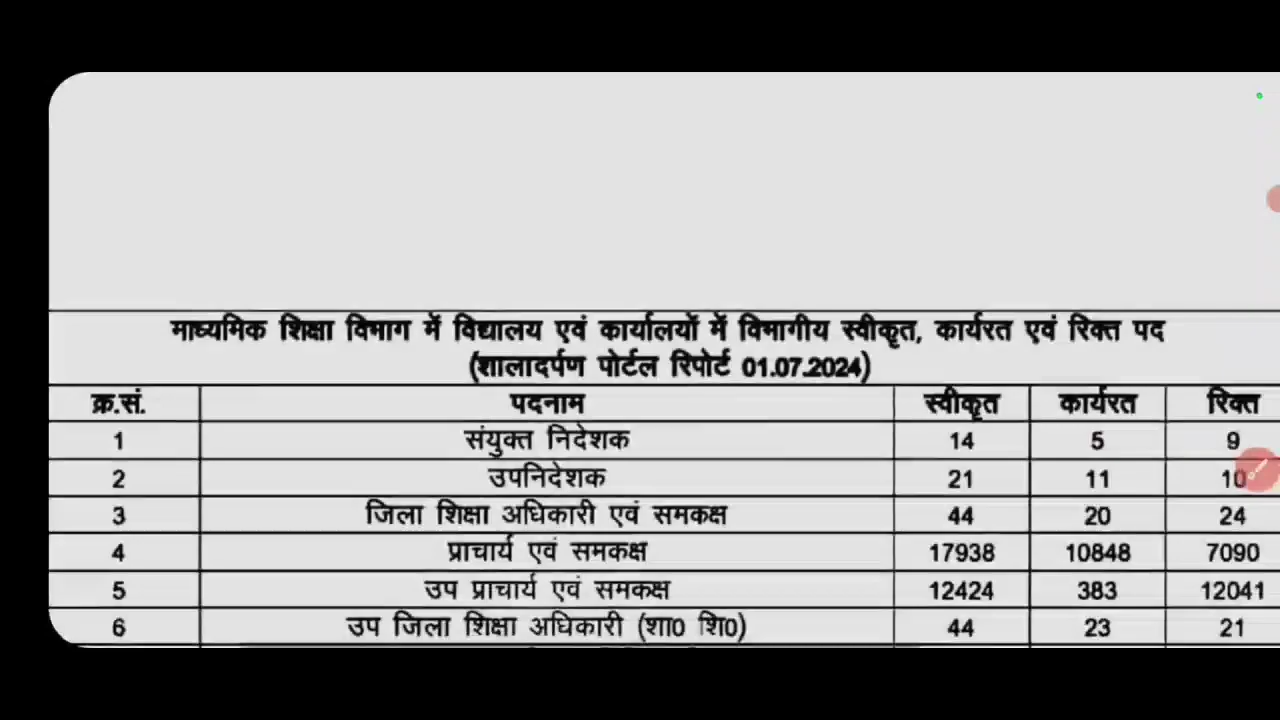 माध्यमिक शिक्षा विभाग में विद्यालय एवं कार्यालयों में विभागीय स्वीकृत, कार्यरत एवं रिक्त पद
(शालादर्पण पोर्टल रिपोर्ट 01.07.2024)
क्र.सं. पदनाम स्वीकृत कार्यरत रिक्त
1 संयुक्त निदेशक 14 5 9
2 उपनिदेशक 21 11 10
3 जिला शिक्षा अधिकारी एवं समकक्ष 44 20 24
4 प्राचार्य एवं समकक्ष 17938 10848 7090
5 उप प्राचार्य एवं समकक्ष 12424 383 12041
6 उप जिला शिक्षा अधिकारी (शा0 शि0) 44 23 21